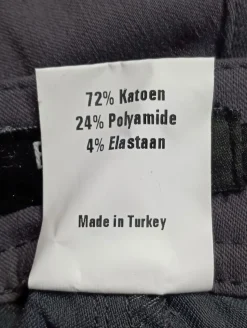 72% Katoen
24% Polyamide
4% Elastaan
Made in Turkey